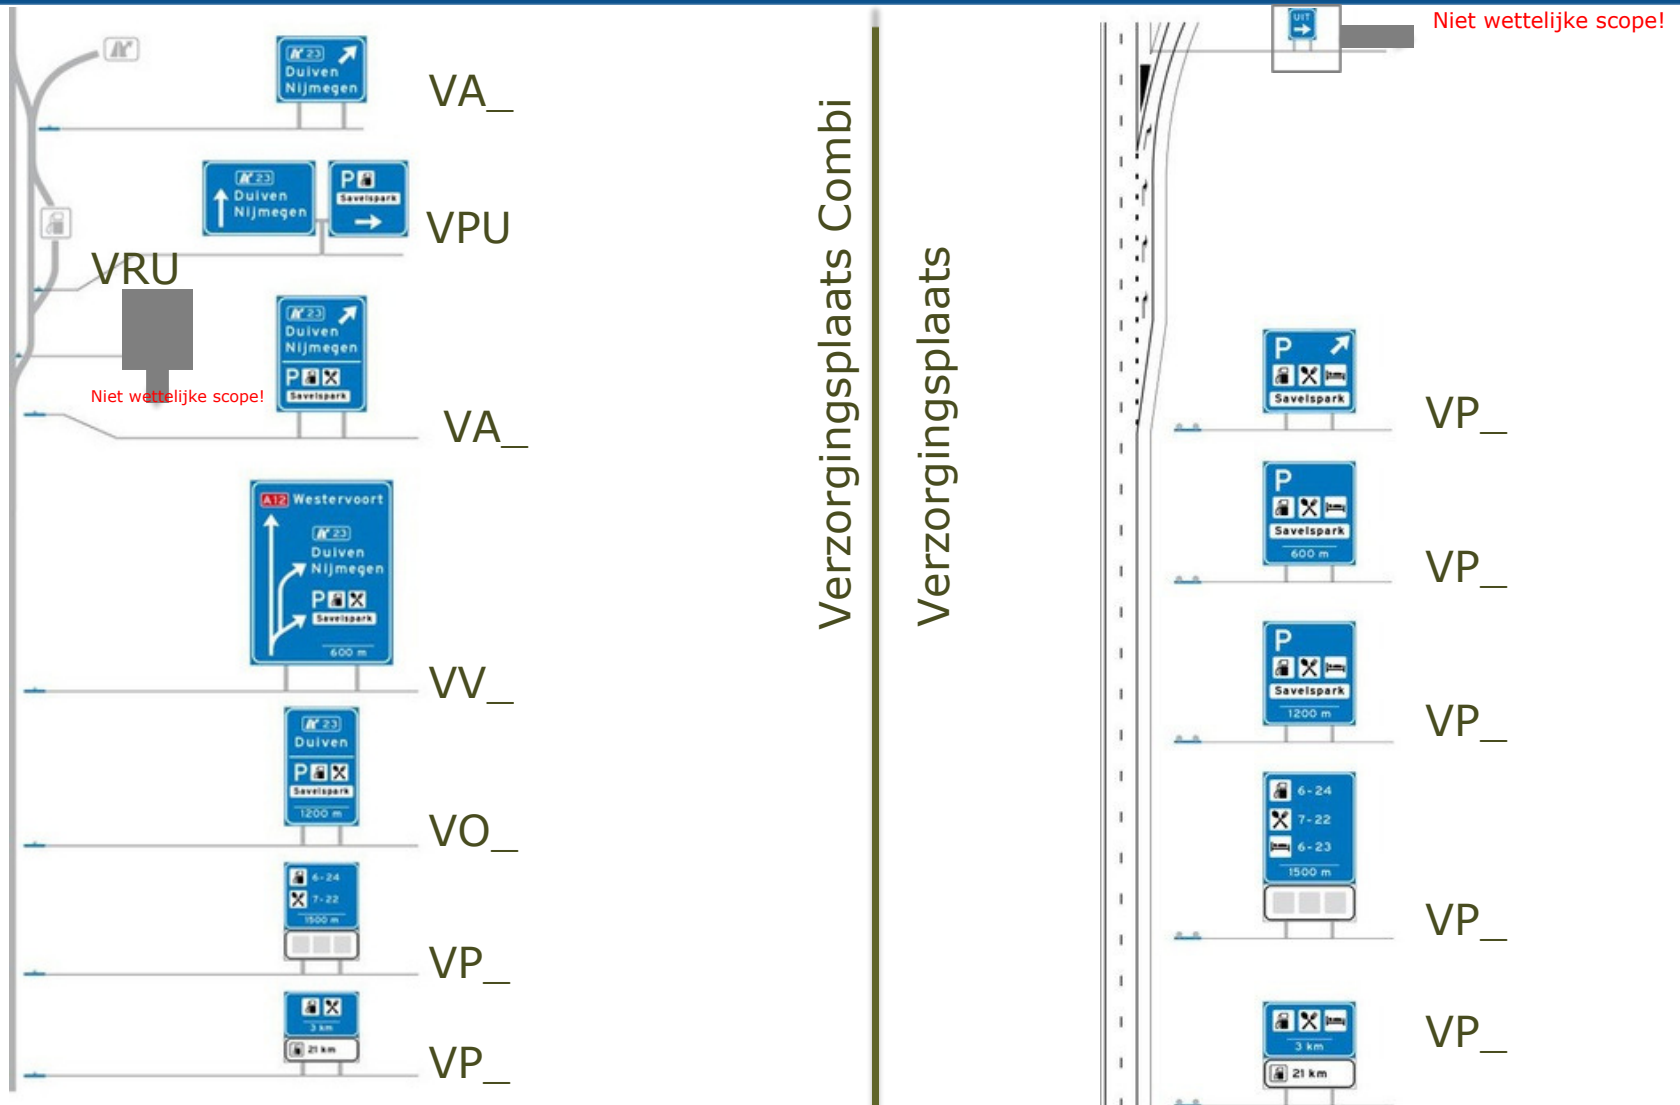 23
Duiven
Nijmegen
VA_
23
Duiven
Nijmegen
P
Savelspark
VPU
VRU
Niet wettelijke scope!
23
Duiven
Nijmegen
P
Savelspark
VA_
A12 Westervoort
23
Duiven
Nijmegen
P
Savelspark
600 m
VV_
23
Duiven
P
Savelspark
1200 m
VO_
6-24
7-22
1500 m
VP_
3 km
21 km
VP_
Verzorgingsplaats Combi
Verzorgingsplaats
UIT
Niet wettelijke scope!
P
Savelspark
VP_
P
Savelspark
600 m
VP_
P
Savelspark
1200 m
VP_
6-24
7-22
6-23
1500 m
VP_
3 km
21 km
VP_